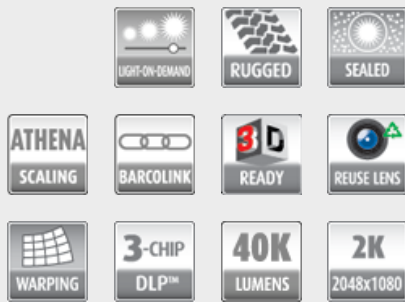 LIGHT-ON-DEMAND
RUGGED
SEALED
ATHENA
SCALING
BARCOLINK
3D
READY
REUSE LENS
WARPING
3-CHIP
DLP™
40K
LUMENS
2K
2048x1080